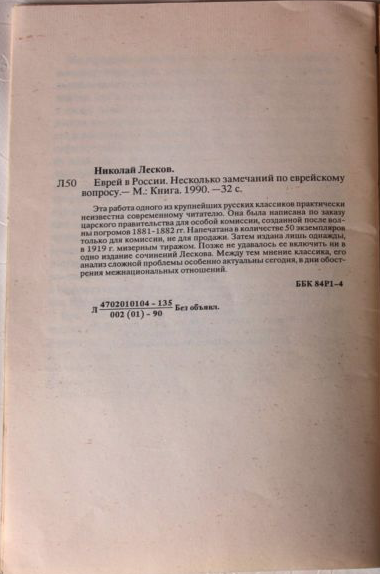 Николай Лесков.
Л50 Еврей в России. Несколько замечаний по еврейскому
вопросу.— М.: Книга. 1990. —32 с.
Эта работа одного из крупнейших русских классиков практически
неизвестна современному читателю. Она была написана по заказу
царского правительства для особой комиссии, созданной после вол-
ны погромов 1881–1882 гг. Напечатана в количестве 50 экземпляров
только для комиссии, не для продажи. Затем издана лишь однажды,
в 1919 г. мизерным тиражом. Позже не удавалось ее включить ни в
одно издание сочинений Лескова. Между тем мнение классика, его
анализ сложной проблемы особенно актуальны сегодня, в дни обост-
рения межнациональных отношений.
ББК 84Р1–4
4702010104 – 135
Л Без объявл.
002 (01) – 90